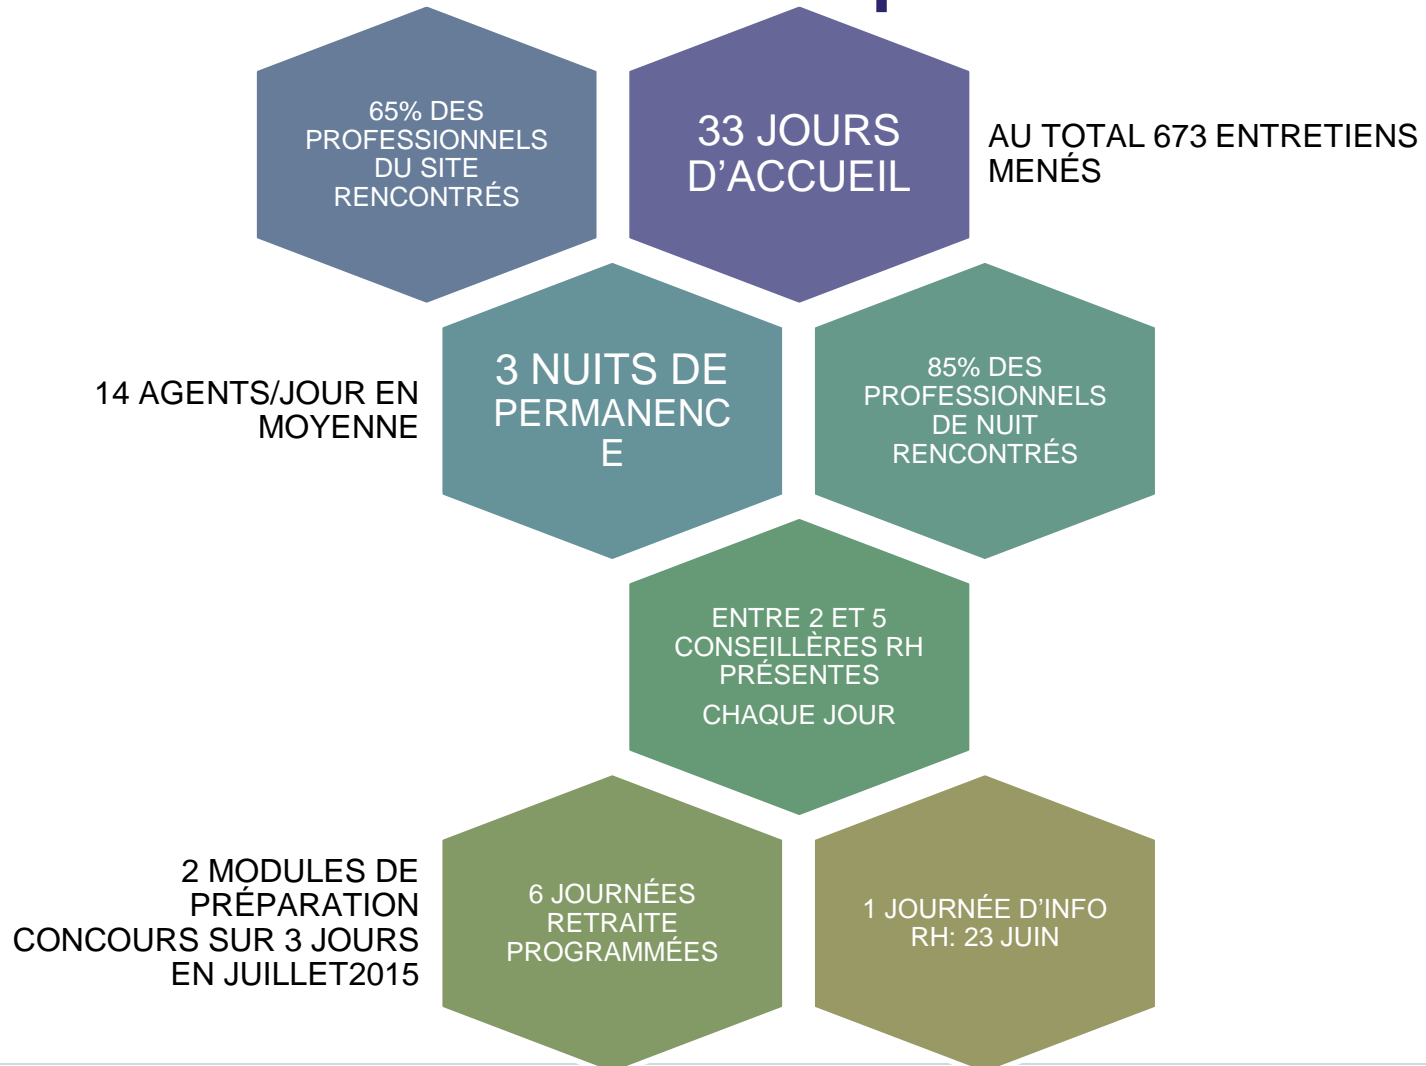 65% DES
PROFESSIONNELS
DU SITE
RENCONTRÉS
33 JOURS
D’ACCUEIL
AU TOTAL 673 ENTRETIENS
MENÉS
14 AGENTS/JOUR EN
MOYENNE
3 NUITS DE
PERMANENC
E
85% DES
PROFESSIONNELS
DE NUIT
RENCONTRÉS
ENTRE 2 ET 5
CONSEILLÈRES RH
PRÉSENTES
CHAQUE JOUR
2 MODULES DE
PRÉPARATION
CONCOURS SUR 3 JOURS
EN JUILLET2015
6 JOURNÉES
RETRAITE
PROGRAMMÉES
1 JOURNÉE D’INFO
RH: 23 JUIN